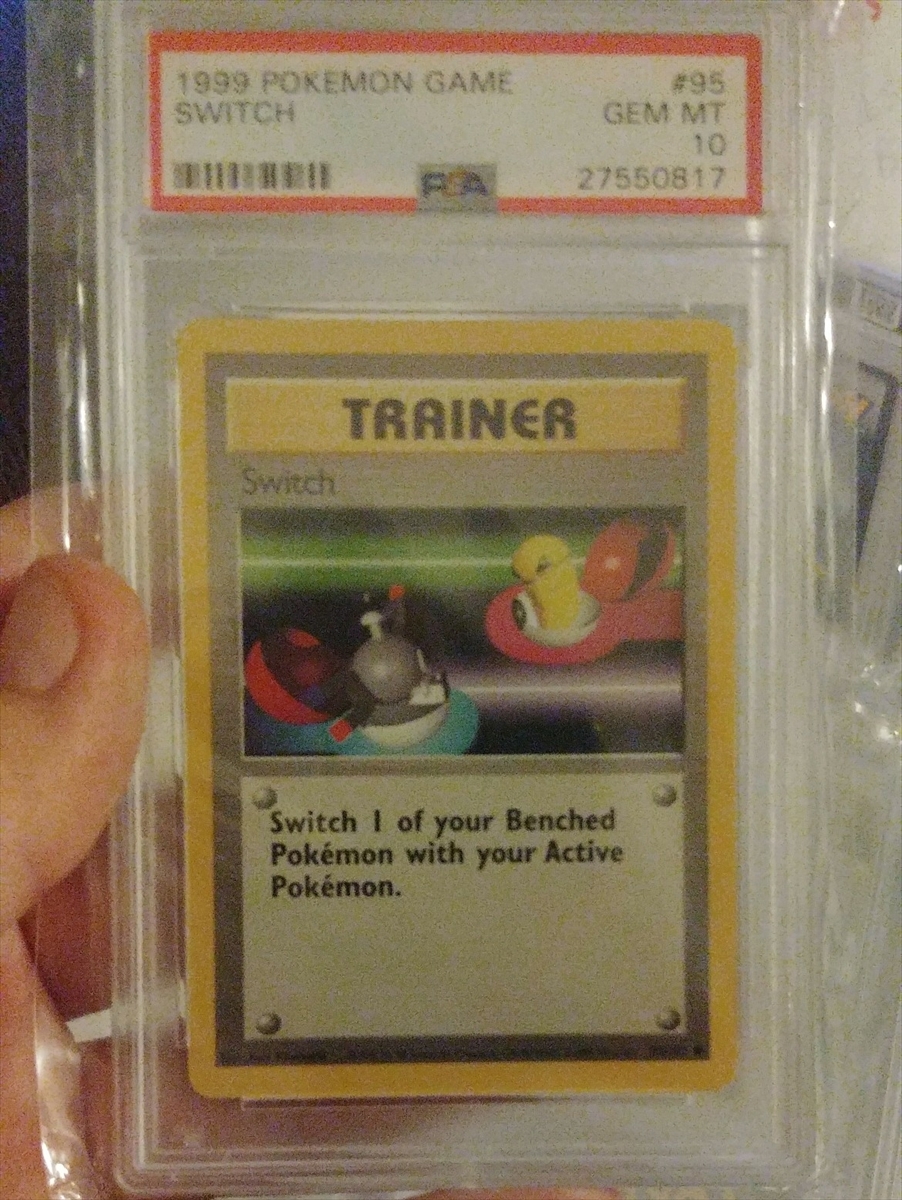 1999 POKEMON GAME #95
SWITCH GEM MT
10
PSA 27550817
TRAINER
Switch
Switch 1 of your Benched
Pokémon with your Active
Pokémon.